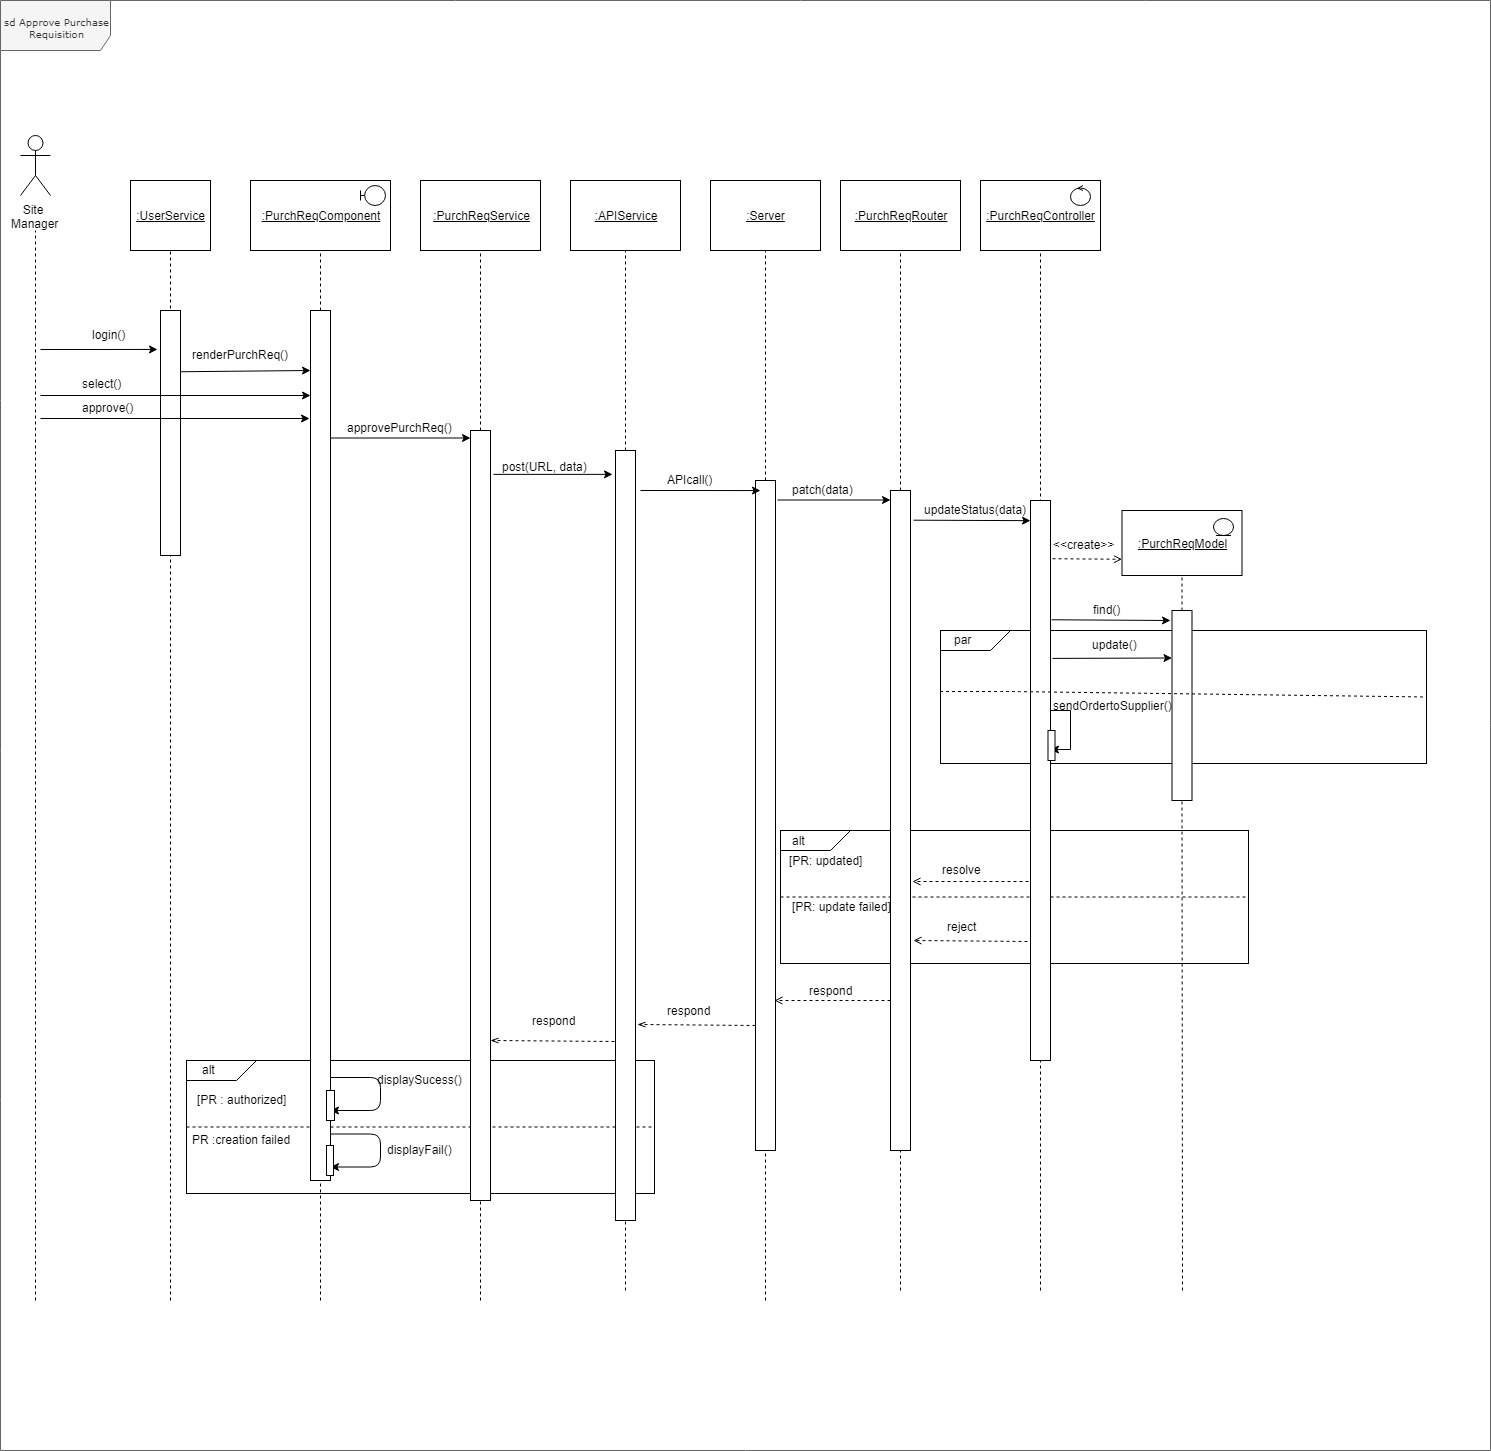 sd Approve Purchase
Requisition
Site
Manager
:UserService
:PurchReqComponent
:PurchReqService
:APIService
:Server
:PurchReqRouter
:PurchReqController
login()
renderPurchReq()
select()
approve()
approvePurchReq()
post(URL, data)
APIcall()
patch(data)
updateStatus(data)
<<create>>
:PurchReqModel
find()
par
update()
sendOrdertoSupplier()
alt
[PR: updated]
resolve
[PR: update failed]
reject
respond
respond
respond
alt
displaySucess()
[PR : authorized]
PR :creation failed
displayFail()